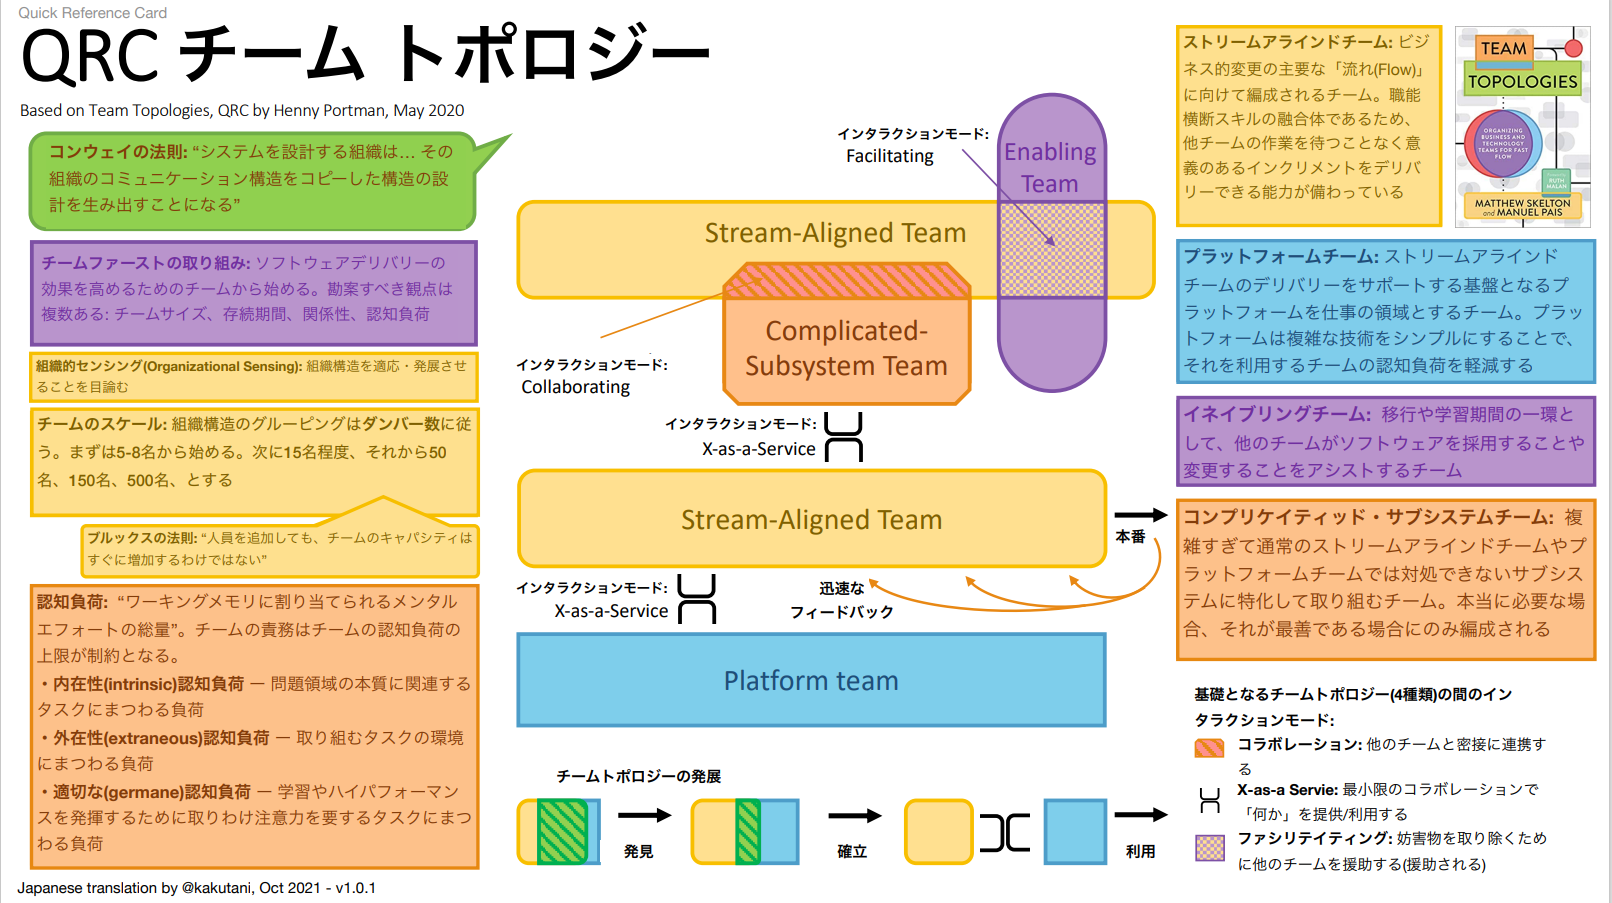 Quick Reference Card
QRC チーム トポロジー
Based on Team Topologies, QRC by Henny Portman, May 2020
コンウェイの法則: “システムを設計する組織は… その
組織のコミュニケーション構造をコピーした構造の設
計を生み出すことになる”
チームファーストの取り組み: ソフトウェアデリバリーの
効果を高めるためのチームから始める。勘案すべき観点は
複数ある: チームサイズ、存続期間、関係性、認知負荷
組織的センシング(Organizational Sensing): 組織構造を適応・発展させ
ることを目論む
チームのスケール: 組織構造のグルーピングはダンバー数に従
う。まずは5-8名から始める。次に15名程度、それから50
名、150名、500名、とする
ブルックスの法則: “人員を追加しても、チームのキャパシティは
すぐに増加するわけではない”
認知負荷: “ワーキングメモリに割り当てられるメンタル
エフォートの総量”。チームの責務はチームの認知負荷の
上限が制約となる。
・内在性(intrinsic)認知負荷 — 問題領域の本質に関連する
タスクにまつわる負荷
・外在性(extraneous)認知負荷 — 取り組むタスクの環境
にまつわる負荷
・適切な(germane)認知負荷 — 学習やハイパフォーマン
スを発揮するために取りわけ注意力を要するタスクにまつ
わる負荷
Japanese translation by @kakutani, Oct 2021 - v1.0.1
インタラクションモード:
Facilitating
Enabling
Team
Stream-Aligned Team
Complicated-
Subsystem Team
インタラクションモード:
Collaborating
インタラクションモード:
X-as-a-Service
Stream-Aligned Team
本番
インタラクションモード:
X-as-a-Service
迅速な
フィードバック
Platform team
チームトポロジーの発展
発見
確立
利用
ストリームアラインドチーム: ビジ
ネス的変更の主要な「流れ(Flow)」
に向けて編成されるチーム。職能
横断スキルの融合体であるため、
他チームの作業を待つことなく意
義のあるインクリメントをデリバ
リーできる能力が備わっている
TEAM
TOPOLOGIES
ORGANIZING
BUSINESS AND
TECHNOLOGY
TEAMS FOR FAST
FLOW
RUTH
MALAN
MATTHEW SKELTON
and MANUEL PAIS
プラットフォームチーム: ストリームアラインド
チームのデリバリーをサポートする基盤となるプ
ラットフォームを仕事の領域とするチーム。プラッ
トフォームは複雑な技術をシンプルにすることで、
それを利用するチームの認知負荷を軽減する
イネイブリングチーム: 移行や学習期間の一環と
して、他のチームがソフトウェアを採用することや
変更することをアシストするチーム
コンプリケイティッド・サブシステムチーム: 複
雑すぎて通常のストリームアラインドチームやプ
ラットフォームチームでは対処できないサブシス
テムに特化して取り組むチーム。本当に必要な場
合、それが最善である場合にのみ編成される
基礎となるチームトポロジー(4種類)の間のイン
タラクションモード:
コラボレーション: 他のチームと密接に連携す
る
X-as-a Servie: 最小限のコラボレーションで
「何か」を提供/利用する
ファシリテイティング: 妨害物を取り除くため
に他のチームを援助する(援助される)